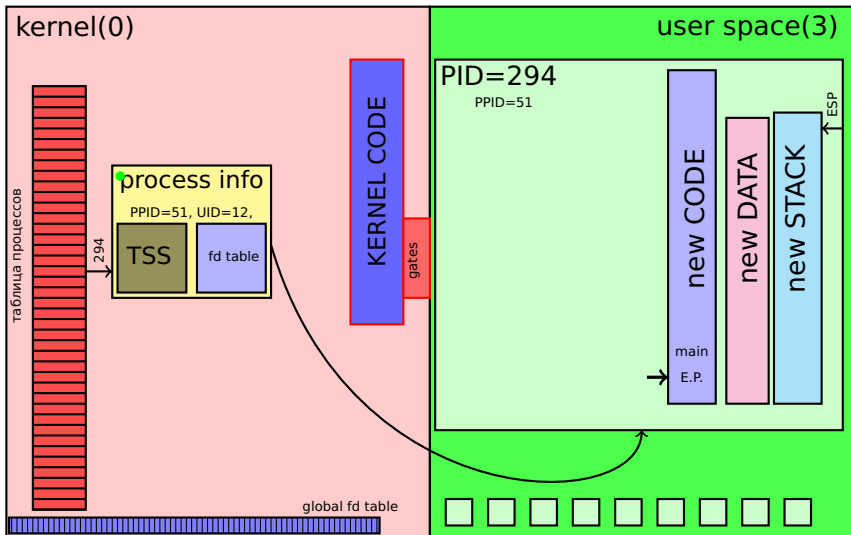 kernel(0)
user space(3)
PID=294
PPID=51
ESP
new CODE
new DATA
new STACK
main
E.P.
KERNEL CODE
gates
process info
PPID=51, UID=12,
TSS
fd table
294
таблица процессов
global fd table